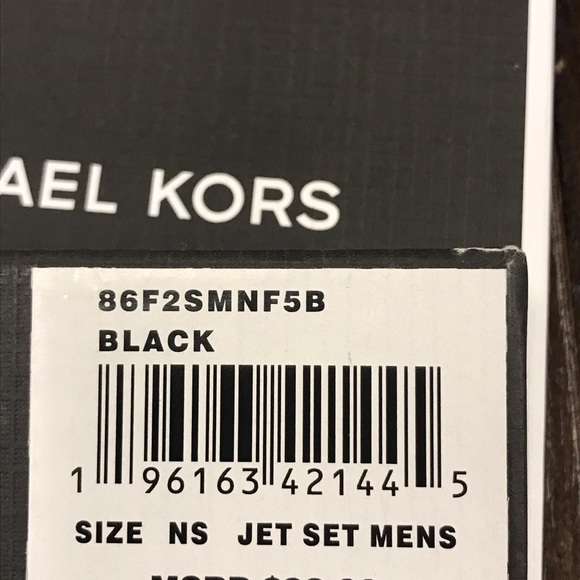 AEL KORS
86F2SMNF5B
BLACK
1 96163 42144 5
SIZE NS JET SET MENS